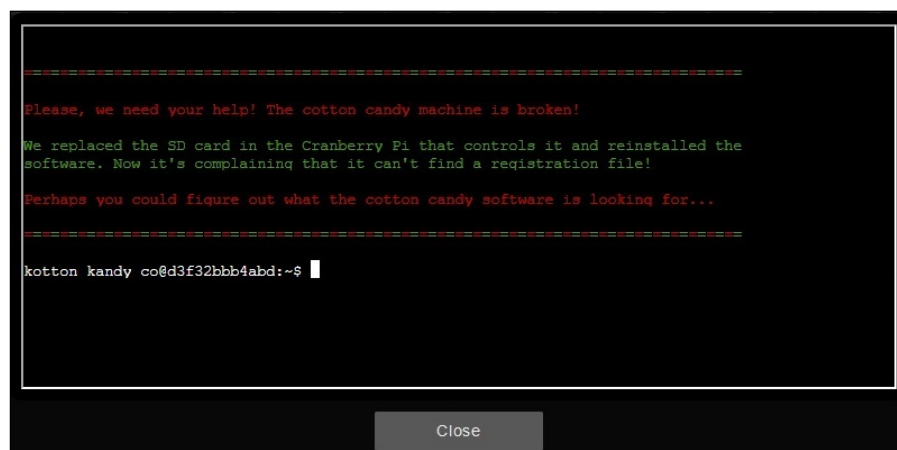 ================================================================================
Please, we need your help! The cotton candy machine is broken!
We replaced the SD card in the Cranberry Pi that controls it and reinstalled the
software. Now it's complaining that it can't find a registration file!
Perhaps you could figure out what the cotton candy software is looking for...
================================================================================
kotton kandy co@d3f32bbb4abd:~$
Close